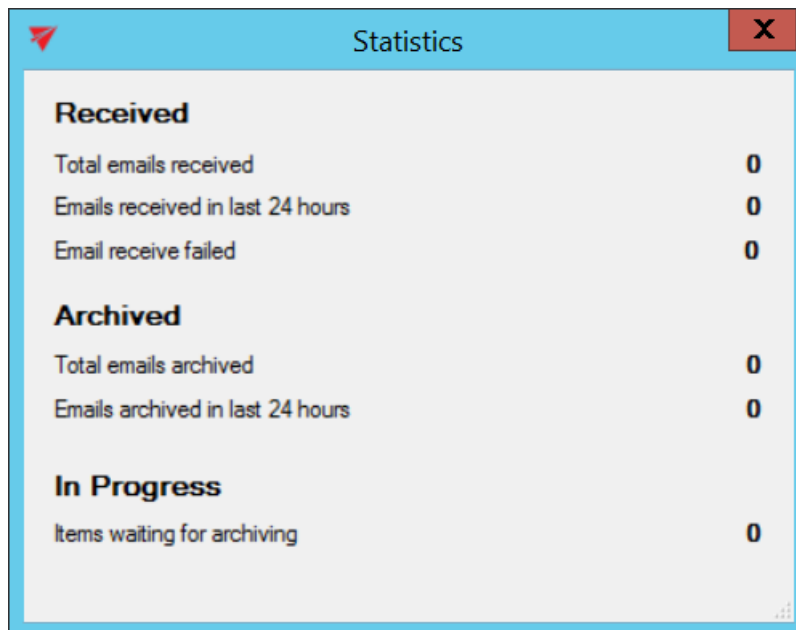 Statistics
X
Received
Total emails received 0
Emails received in last 24 hours 0
Email receive failed 0
Archived
Total emails archived 0
Emails archived in last 24 hours 0
In Progress
Items waiting for archiving 0